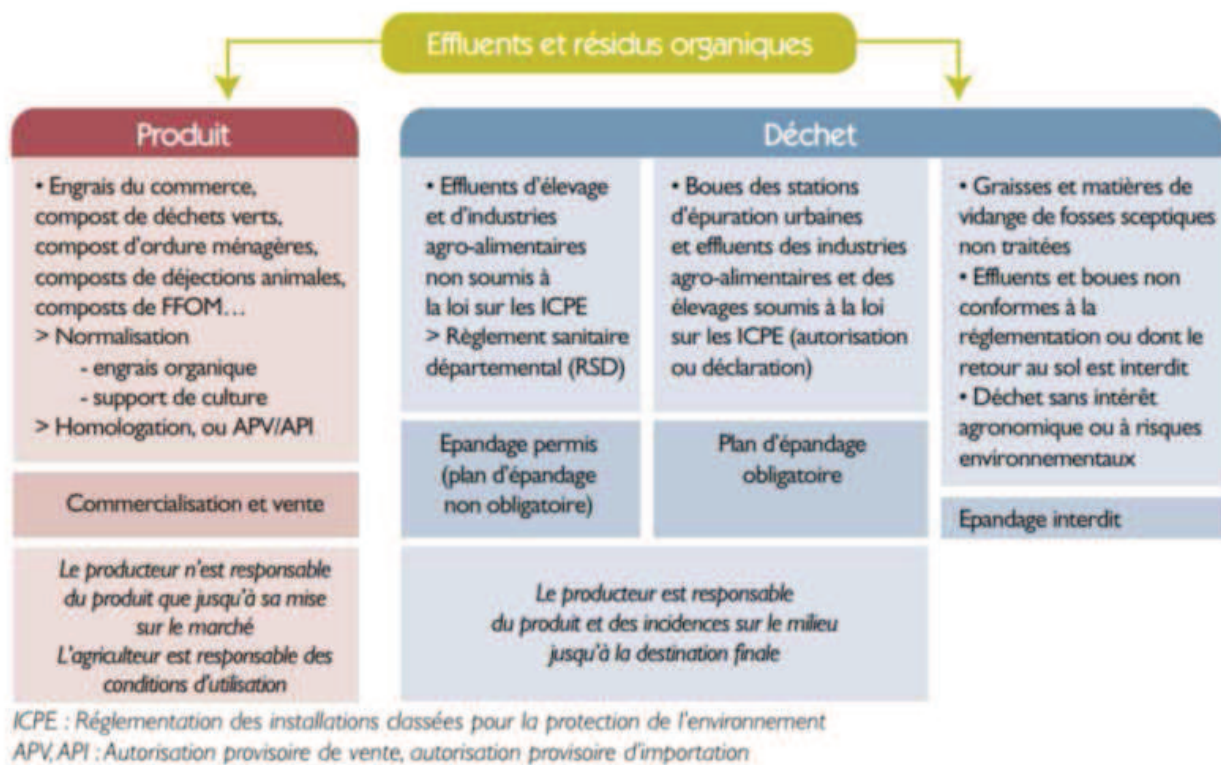 Effluents et résidus organiques
Produit
• Engrais du commerce,
compost de déchets verts,
compost d'ordure ménagères,
composts de déjections animales,
composts de FFOM...
> Normalisation
- engrais organique
- support de culture
> Homologation, ou APV/API
Commercialisation et vente
Le producteur n'est responsable
du produit que jusqu'à sa mise
sur le marché
L'agriculteur est responsable des
conditions d'utilisation
Déchet
• Effluents d'élevage
et d'industries
agro-alimentaires
non soumis à
la loi sur les ICPE
> Règlement sanitaire
départemental (RSD)
Epandage permis
(plan d'épandage
non obligatoire)
• Boues des stations
d'épuration urbaines
et effluents des industries
agro-alimentaires et des
élevages soumis à la loi
sur les ICPE (autorisation
ou déclaration)
Plan d'épandage
obligatoire
Le producteur est responsable
du produit et des incidences sur le milieu
jusqu'à la destination finale
• Graisses et matières de
vidange de fosses sceptiques
non traitées
• Effluents et boues non
conformes à la
réglementation ou dont le
retour au sol est interdit
• Déchet sans intérêt
agronomique ou à risques
environnementaux
Epandage interdit
ICPE : Réglementation des installations classées pour la protection de l'environnement
APV, API : Autorisation provisoire de vente, autorisation provisoire d'importation